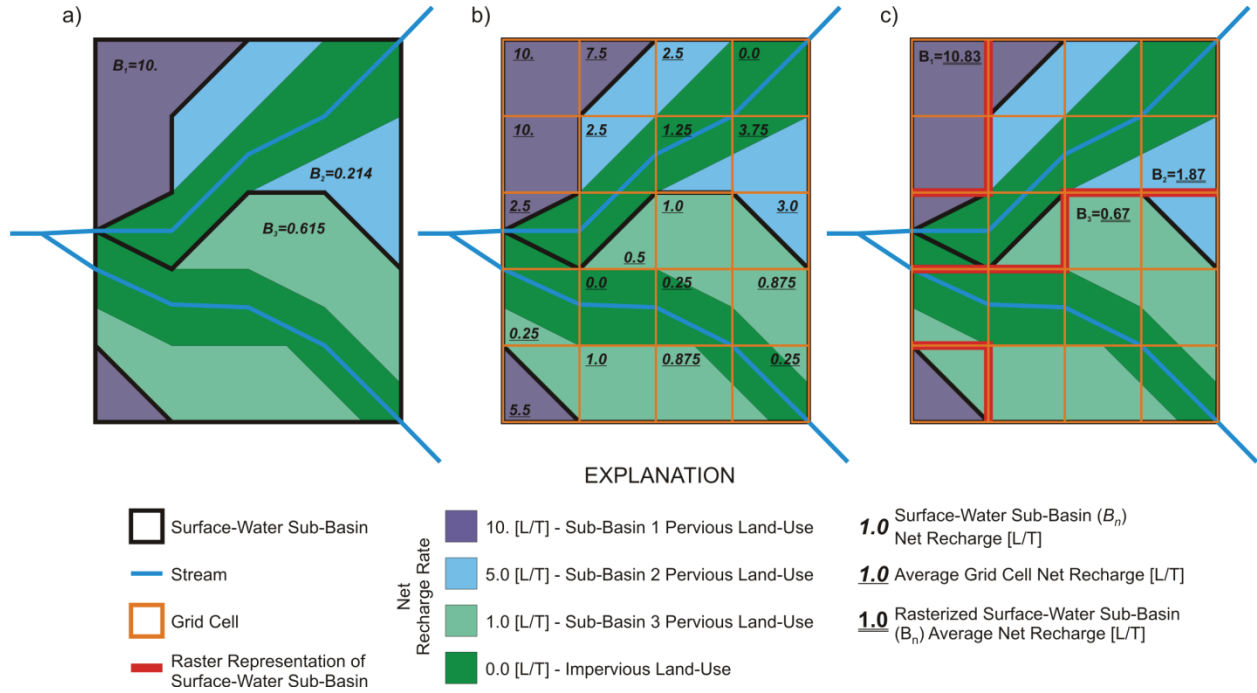 a)
b)
c)
B₁=10.
B₂=0.214
B₃=0.615
10. 7.5 2.5 0.0
10. 2.5 1.25 3.75
2.5 0.5 1.0 3.0
0.25 0.0 0.25 0.875
5.5 1.0 0.875 0.25
B₁=10.83
B₂=1.87
B₃=0.67
EXPLANATION
Surface-Water Sub-Basin
Stream
Grid Cell
Raster Representation of
Surface-Water Sub-Basin
Net
Recharge Rate
10. [L/T] - Sub-Basin 1 Pervious Land-Use
5.0 [L/T] - Sub-Basin 2 Pervious Land-Use
1.0 [L/T] - Sub-Basin 3 Pervious Land-Use
0.0 [L/T] - Impervious Land-Use
1.0 Surface-Water Sub-Basin (Bₙ)
Net Recharge [L/T]
1.0 Average Grid Cell Net Recharge [L/T]
1.0 Rasterized Surface-Water Sub-Basin
(Bₙ) Average Net Recharge [L/T]